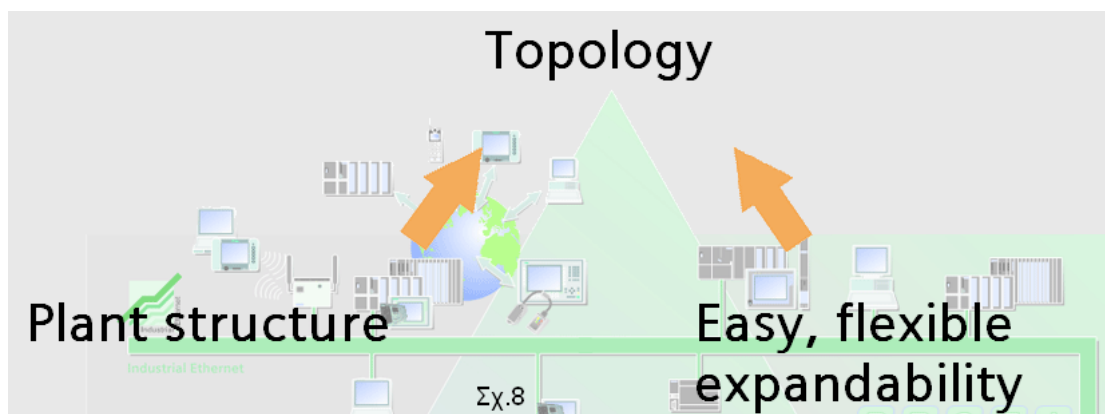 Topology
Plant structure
Easy, flexible
expandability
Industrial Ethernet
Σχ.8